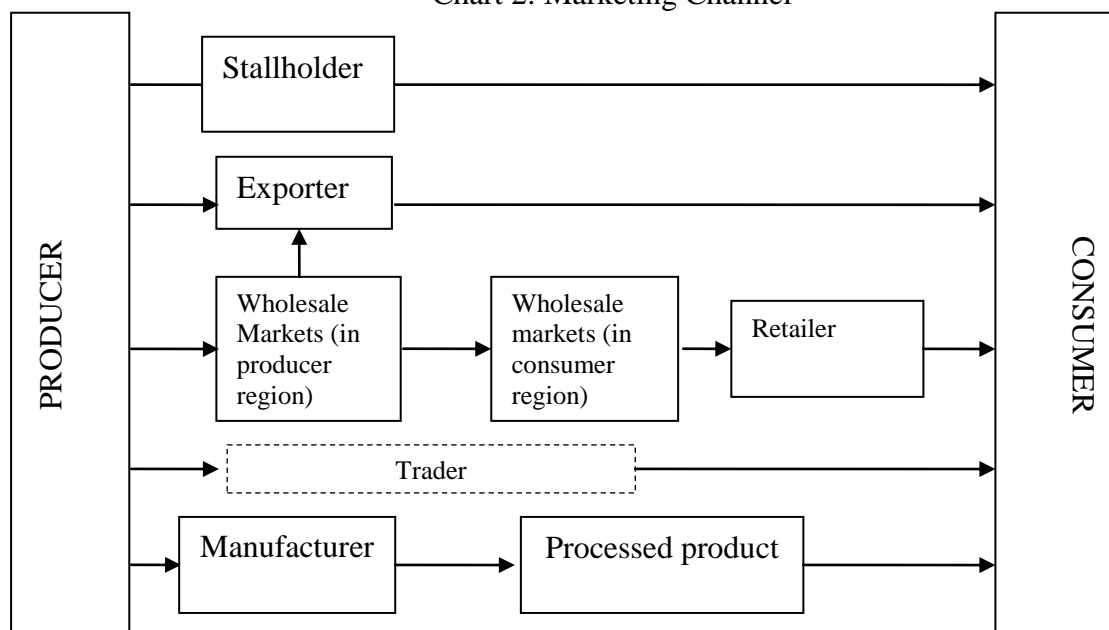 Chart 2: Marketing Channel
Stallholder
Exporter
PRODUCER
Wholesale
Markets (in
producer
region)
Wholesale
markets (in
consumer
region)
Retailer
CONSUMER
Trader
Manufacturer
Processed product